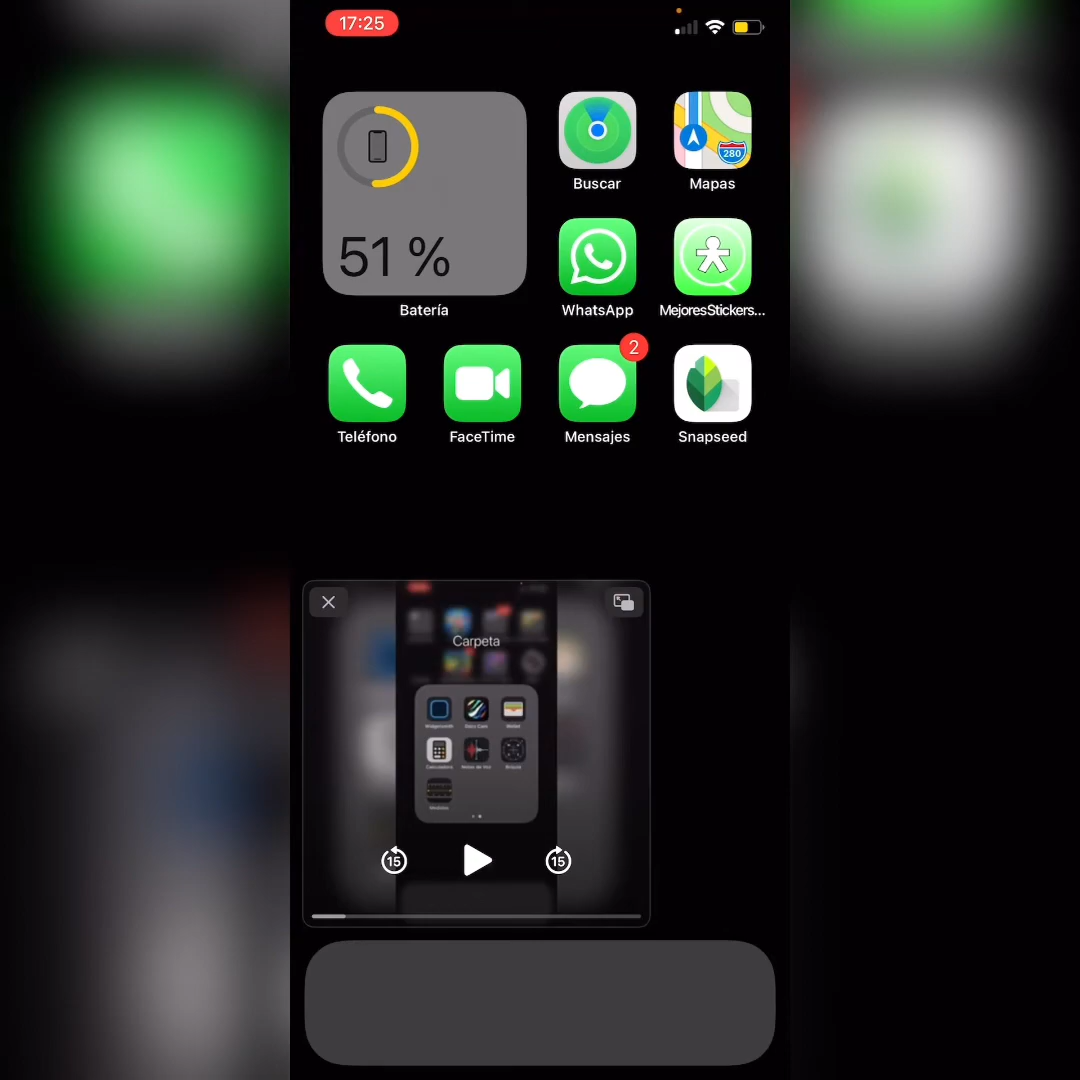 17:25
280
51 %
Buscar
Mapas
Batería
WhatsApp
MejoresStickers...
2
Teléfono
FaceTime
Mensajes
Snapseed
Carpeta
15
15